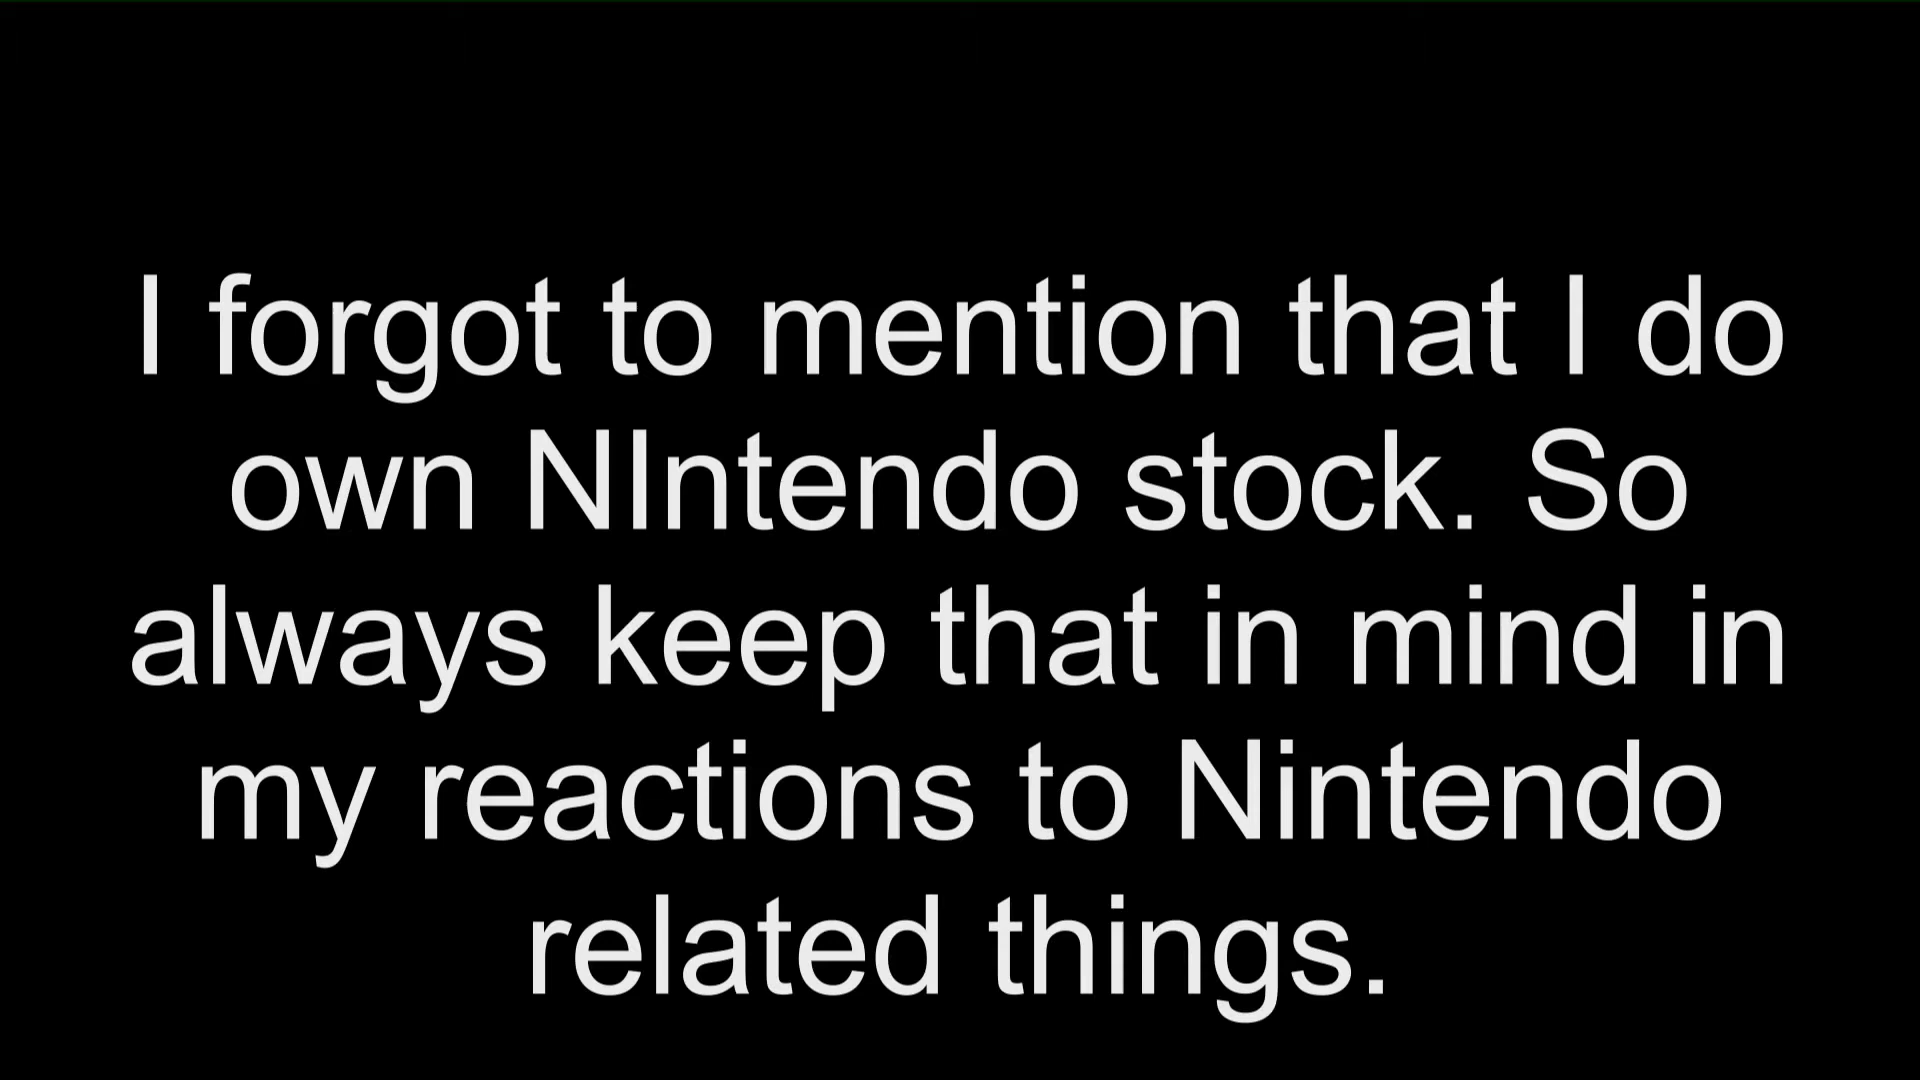 I forgot to mention that I do
own NIntendo stock. So
always keep that in mind in
my reactions to Nintendo
related things.